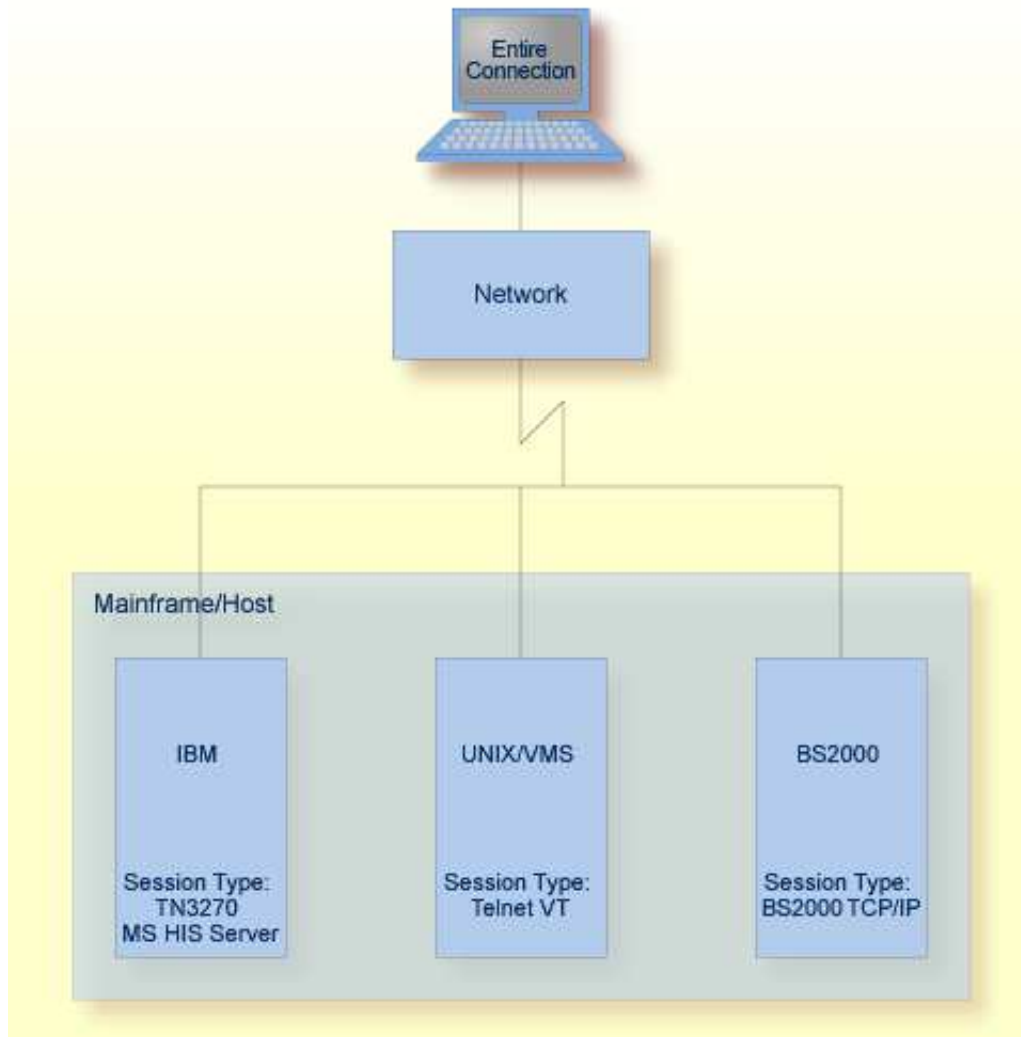 Entire
Connection
Network
Mainframe/Host
IBM
Session Type:
TN3270
MS HIS Server
UNIX/VMS
Session Type:
Telnet VT
BS2000
Session Type:
BS2000 TCP/IP